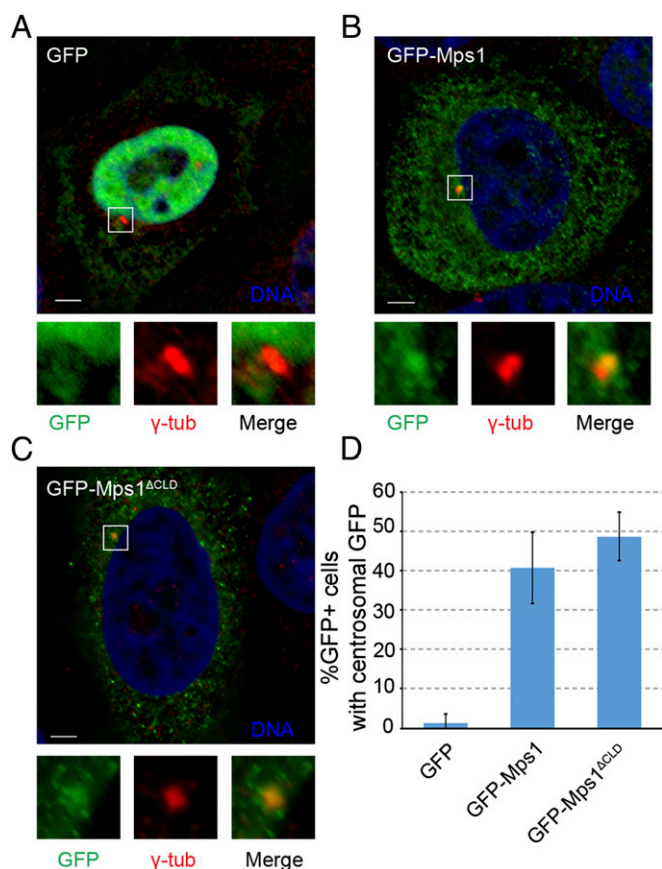 A
GFP
DNA
GFP
γ-tub
Merge
B
GFP-Mps1
DNA
GFP
γ-tub
Merge
C
GFP-Mps1ΔCLD
DNA
GFP
γ-tub
Merge
D
%GFP+ cells
with centrosomal GFP
60
50
40
30
20
10
0
GFP
GFP-Mps1
GFP-Mps1ΔCLD